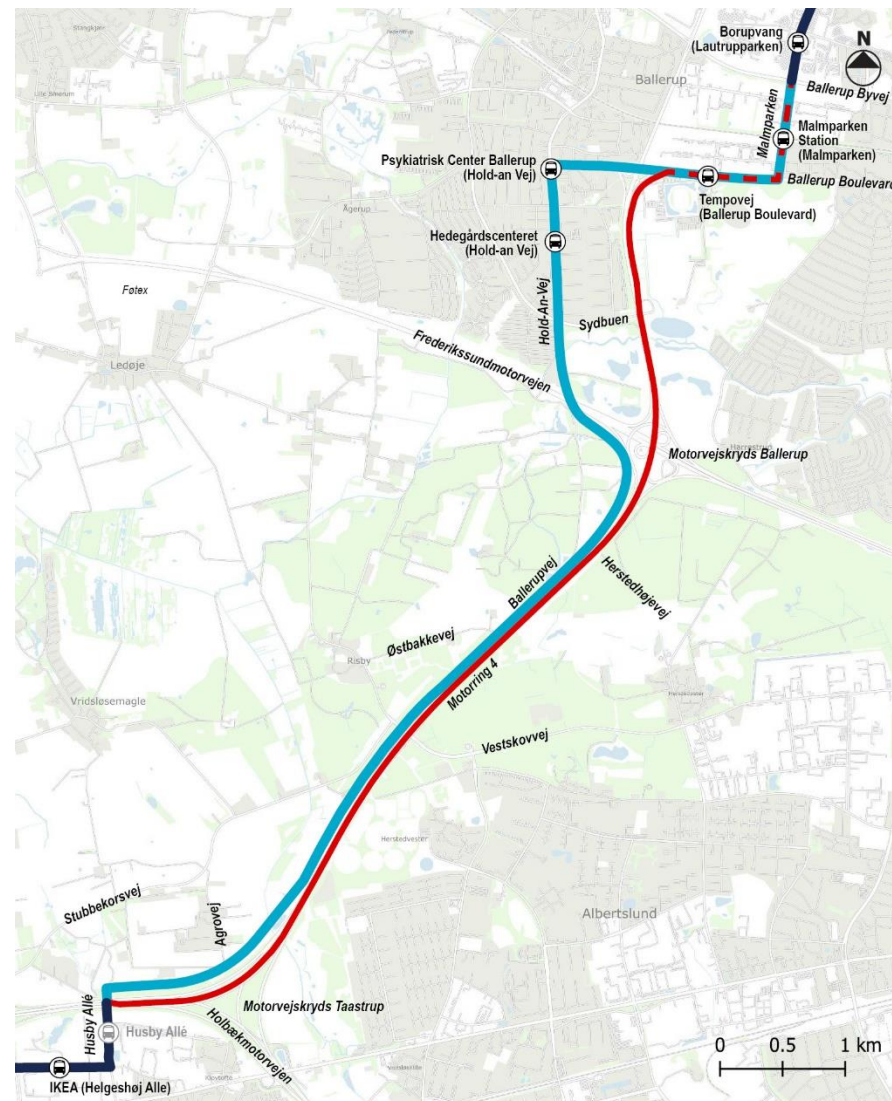 Borupvang
(Lautrupparken)
N
Ballerup
Ballerup Byvej
Malmparken
Malmparken
Station
(Malmparken)
Psykiatrisk Center Ballerup
(Hold-an Vej)
Ballerup Boulevard
Tempovej
(Ballerup Boulevard)
Ågerup
Hedegårdscenteret
(Hold-an Vej)
Føtex
Hold-An-Vej
Sydbuen
Frederikssundmotorvejen
Ledøje
Motorvejskryds Ballerup
Ballerupvej
Herstedhøjevej
Østbakkevej
Risby
Motorring 4
Vridsløsemagle
Vestskovvej
Herstedvester
Stubbekorsvej
Agrovej
Albertslund
Husby Allé
Motorvejskryds Taastrup
Husby Allé
Holbækmotorvejen
IKEA (Helgeshøj Alle)
0 0.5 1 km